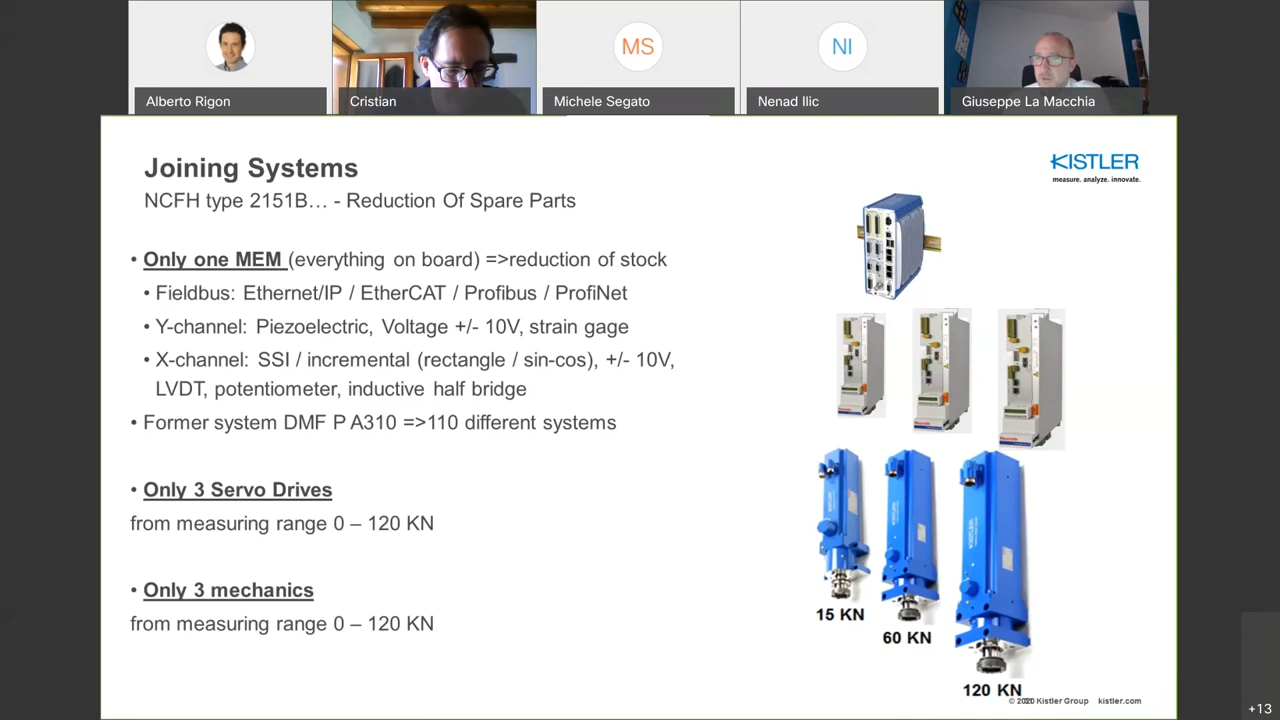 MS
NI
Alberto Rigon
Cristian
Michele Segato
Nenad Ilic
Giuseppe La Macchia
Joining Systems
KISTLER
measure. analyze. innovate.
NCFH type 2151B… - Reduction Of Spare Parts
• Only one MEM (everything on board) =>reduction of stock
• Fieldbus: Ethernet/IP / EtherCAT / Profibus / ProfiNet
• Y-channel: Piezoelectric, Voltage +/- 10V, strain gage
• X-channel: SSI / incremental (rectangle / sin-cos), +/- 10V,
LVDT, potentiometer, inductive half bridge
• Former system DMF P A310 =>110 different systems
• Only 3 Servo Drives
from measuring range 0 – 120 KN
• Only 3 mechanics
from measuring range 0 – 120 KN
15 KN
60 KN
120 KN
© Kistler Group kistler.com
+13